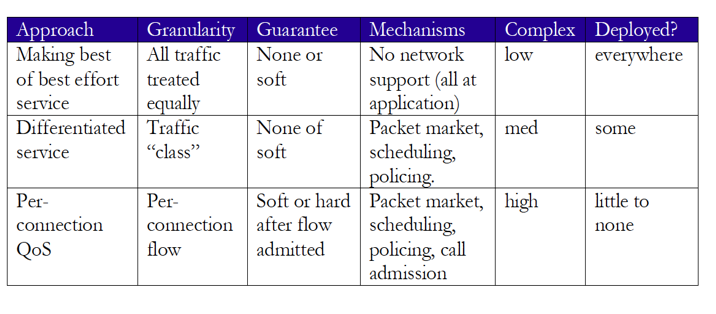 Approach Granularity Guarantee Mechanisms Complex Deployed?
Making best of best effort service All traffic treated equally None or soft No network support (all at application) low everywhere
Differentiated service Traffic “class” None of soft Packet market, scheduling, policing. med some
Per-connection QoS Per-connection flow Soft or hard after flow admitted Packet market, scheduling, policing, call admission high little to none